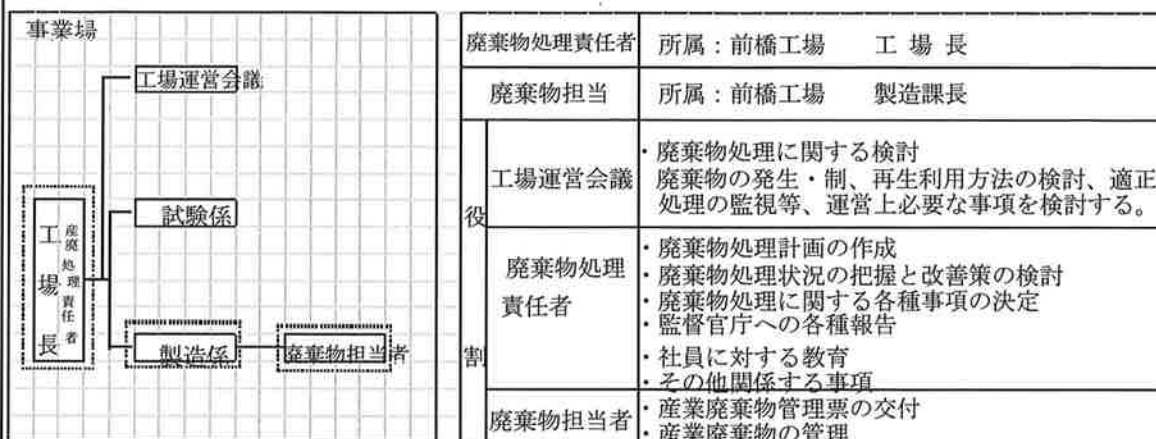 事業場
工場運営会議
試験係
工場長
産廃処理責任者
製造係
廃棄物担当者
廃棄物処理責任者
所属：前橋工場 工場長
廃棄物担当
所属：前橋工場 製造課長
役割
工場運営会議
・廃棄物処理に関する検討
廃棄物の発生・制、再生利用方法の検討、適正
処理の監視等、運営上必要な事項を検討する。
廃棄物処理
責任者
・廃棄物処理計画の作成
・廃棄物処理状況の把握と改善策の検討
・廃棄物処理に関する各種事項の決定
・監督官庁への各種報告
・社員に対する教育
・その他関係する事項
廃棄物担当者
・産業廃棄物管理票の交付
・産業廃棄物の管理